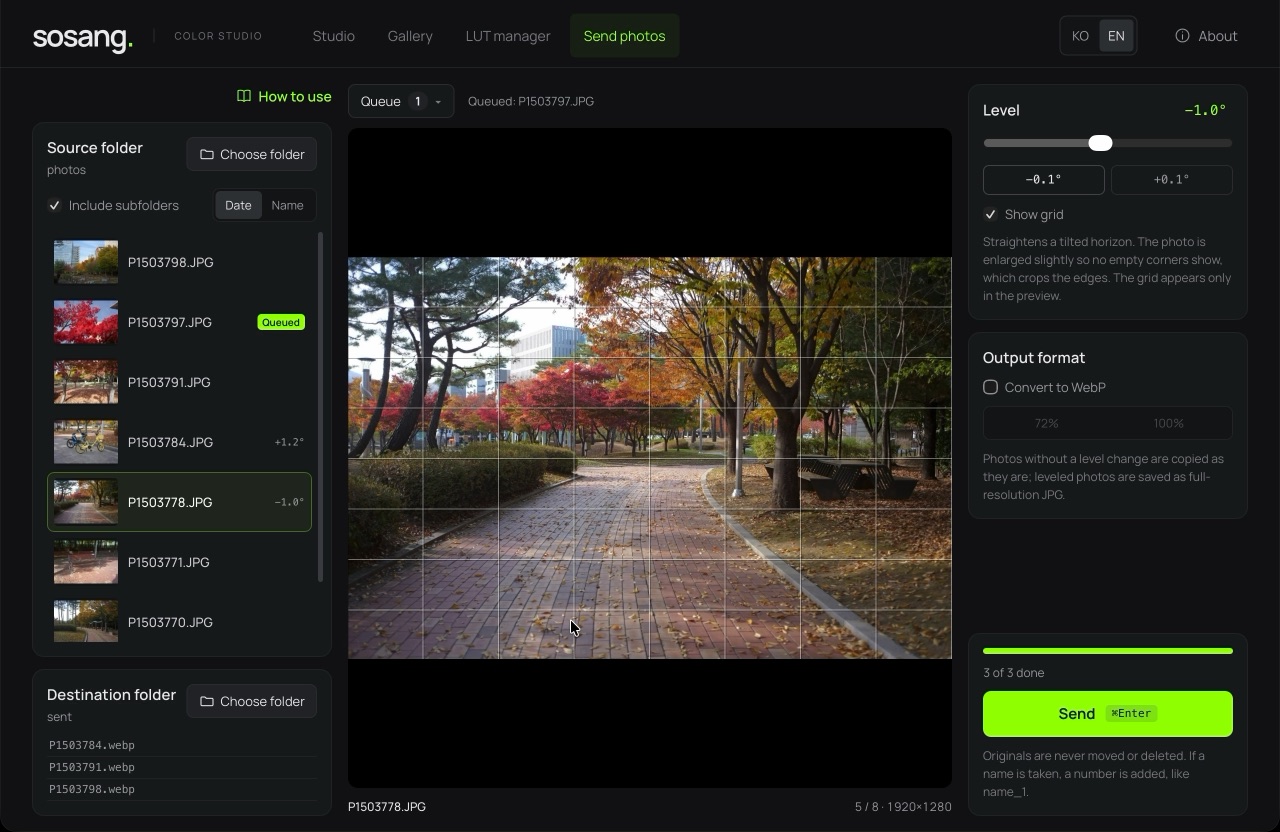 sosang.
COLOR STUDIO
Studio
Gallery
LUT manager
Send photos
KO
EN
About
How to use
Source folder
photos
Choose folder
Include subfolders
Date
Name
P1503798.JPG
P1503797.JPG
Queued
P1503791.JPG
P1503784.JPG
+1.2°
P1503778.JPG
−1.0°
P1503771.JPG
P1503770.JPG
Destination folder
sent
Choose folder
P1503784.webp
P1503791.webp
P1503798.webp
Queue 1
Queued: P1503797.JPG
P1503778.JPG
5 / 8 · 1920×1280
Level
−1.0°
−0.1°
+0.1°
Show grid
Straightens a tilted horizon. The photo is
enlarged slightly so no empty corners show,
which crops the edges. The grid appears only
in the preview.
Output format
Convert to WebP
72%
100%
Photos without a level change are copied as
they are; leveled photos are saved as full-
resolution JPG.
3 of 3 done
Send ⌘Enter
Originals are never moved or deleted. If a
name is taken, a number is added, like
name_1.